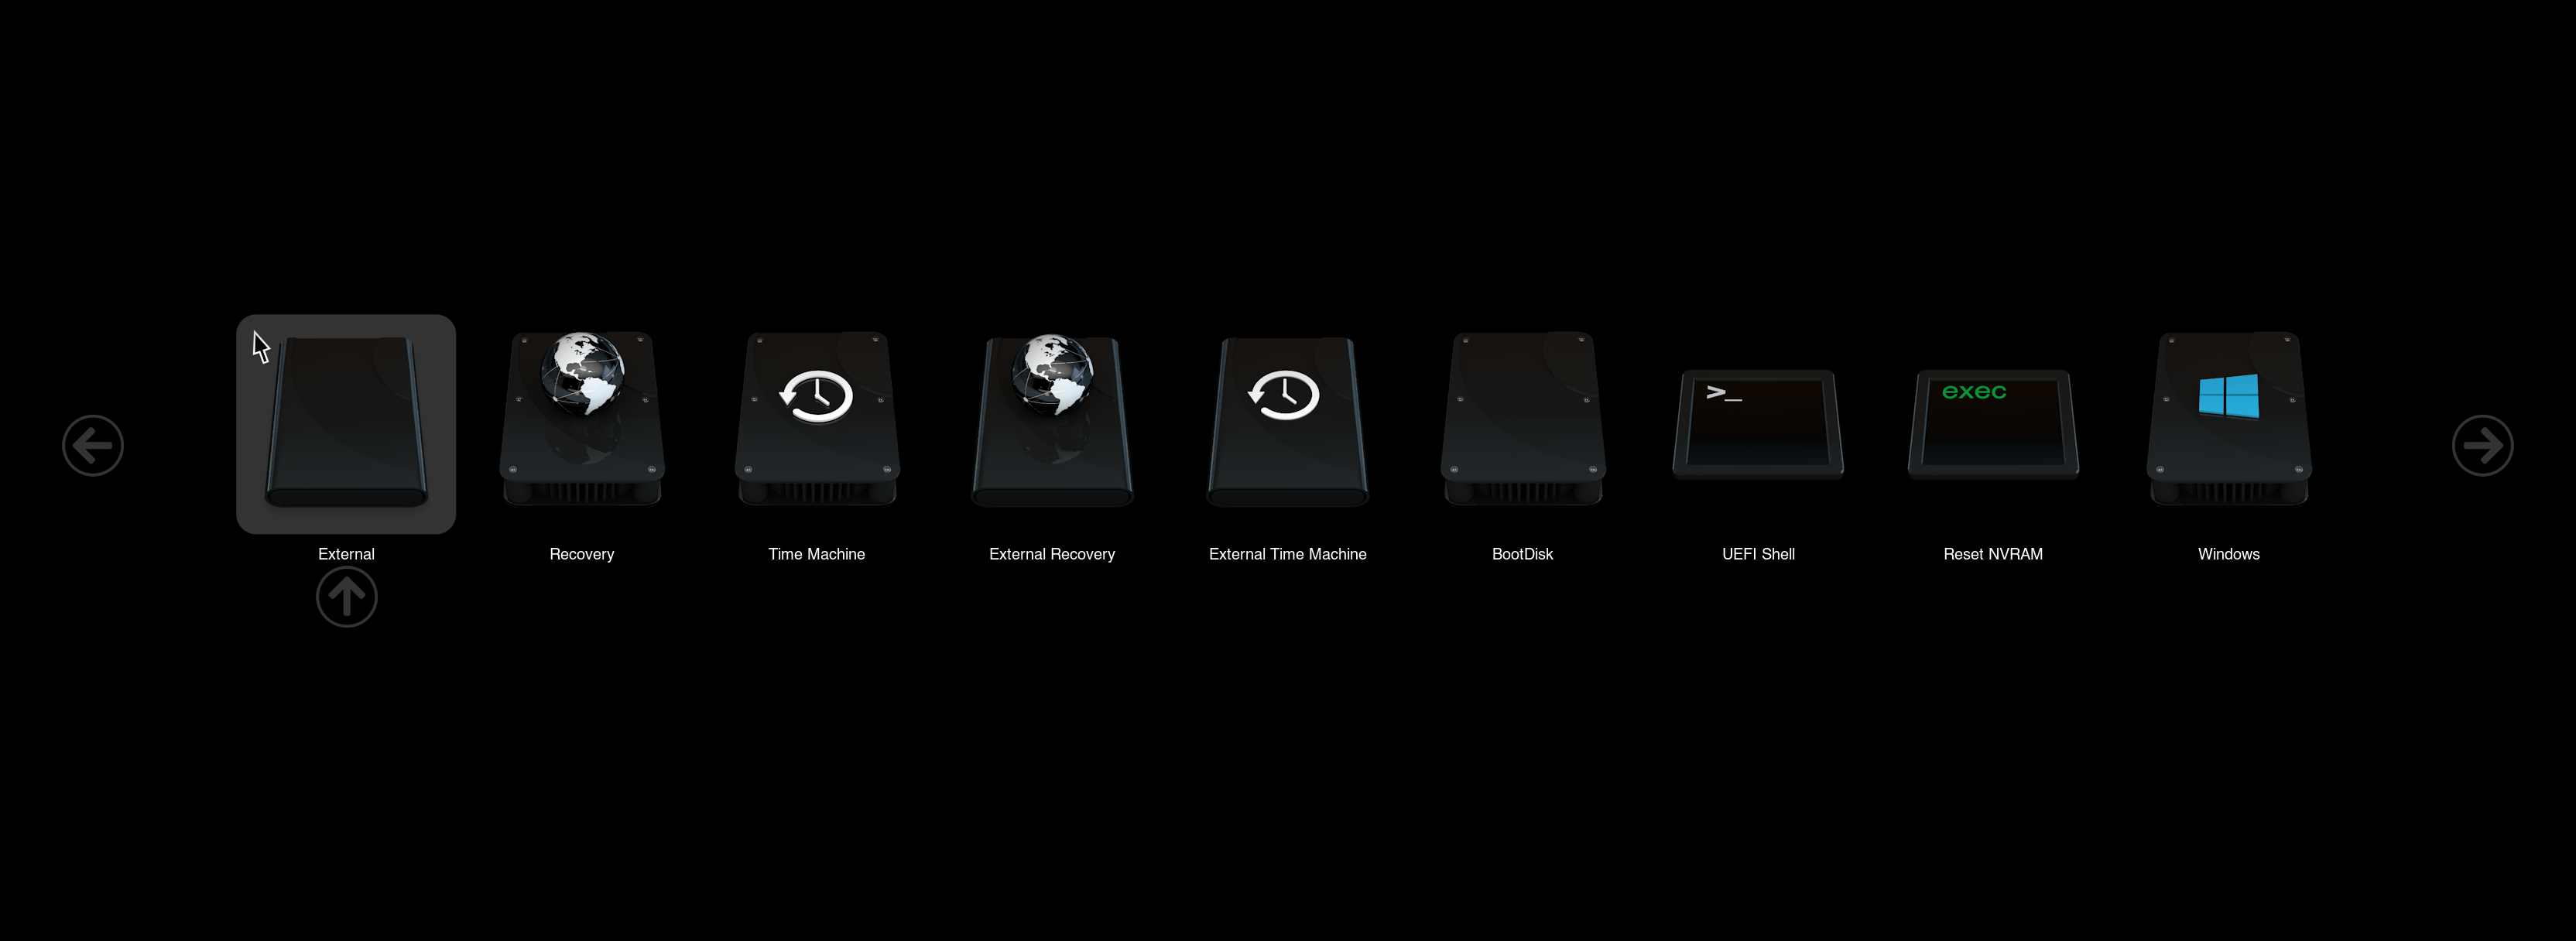 >_
exec
External
Recovery
Time Machine
External Recovery
External Time Machine
BootDisk
UEFI Shell
Reset NVRAM
Windows